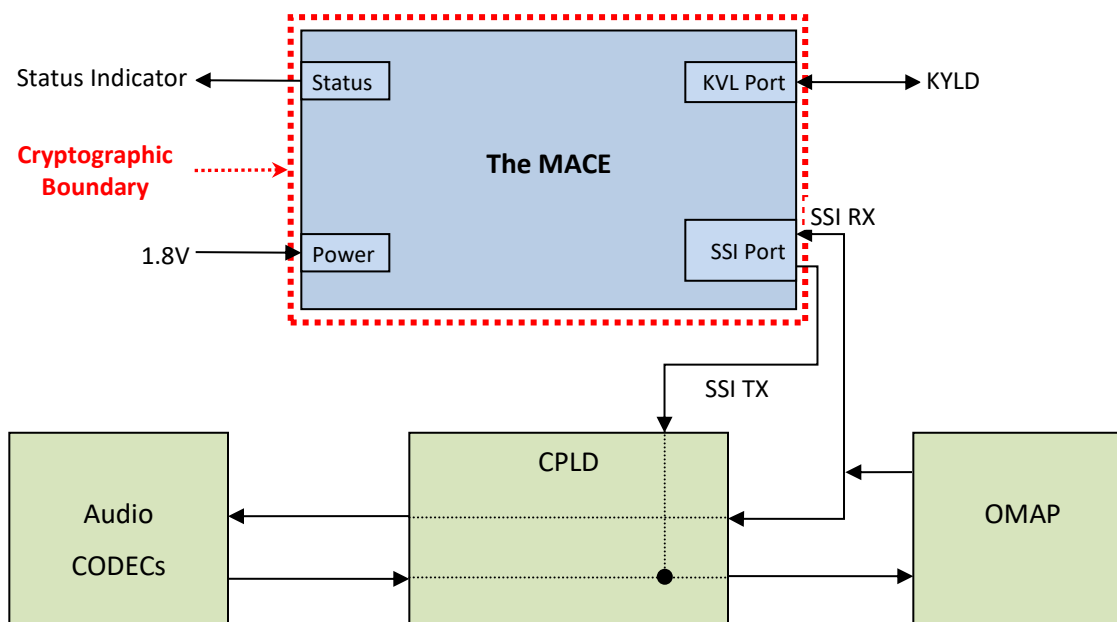 Status Indicator
Status
KVL Port
KYLD
Cryptographic
Boundary
The MACE
SSI RX
1.8V
Power
SSI Port
SSI TX
CPLD
Audio
CODECs
OMAP